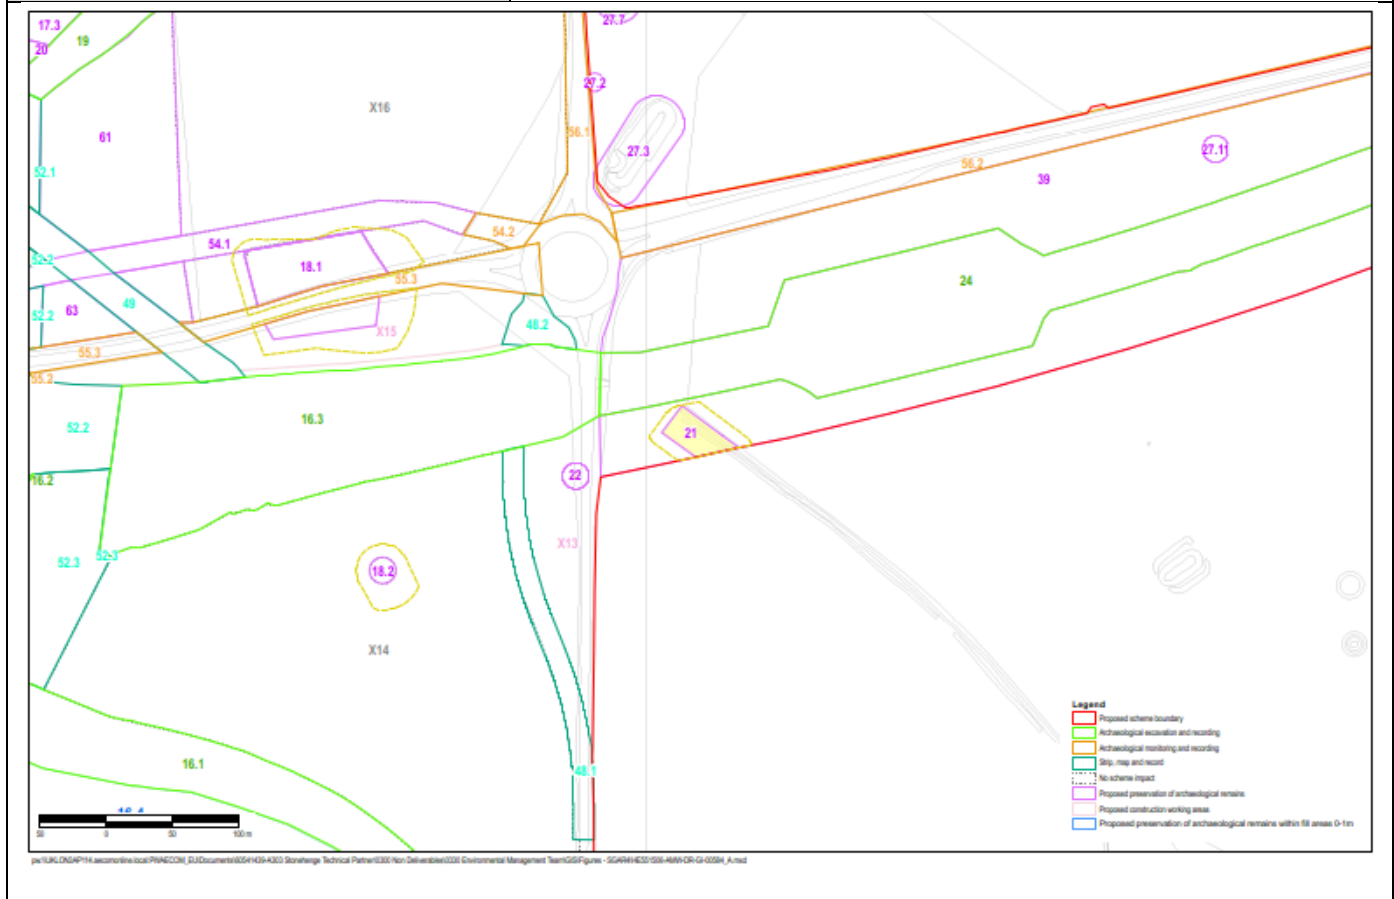 27.7
17.3
19
20
27.2
X16
56.1
61
27.3
27.11
56.2
39
52.1
54.1
54.2
52.2
18.1
55.3
24
49
63
52.2
48.2
X15
55.3
55.2
16.3
52.2
21
16.2
22
X13
52.3
52.3
18.2
X14
16.1
48.1
16.4
50 0 50 100 m
Legend
Proposed scheme boundary
Archaeological excavation and recording
Archaeological monitoring and recording
Strip, map and record
No scheme impact
Proposed preservation of archaeological remains
Proposed construction working areas
Proposed preservation of archaeological remains within fill areas 0-1m